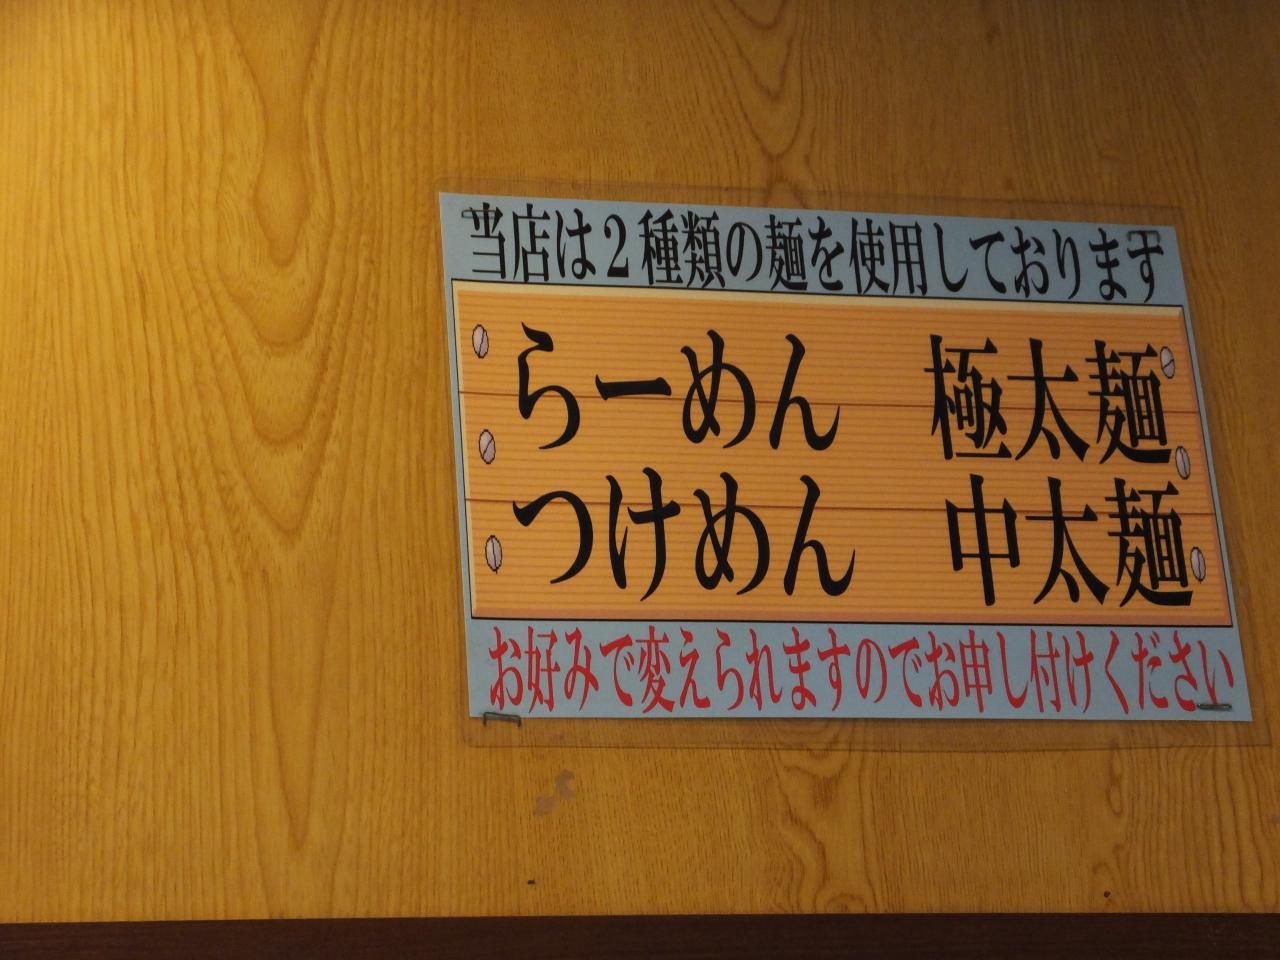 当店は２種類の麺を使用しております
らーめん　極太麺
つけめん　中太麺
お好みで変えられますのでお申し付けください